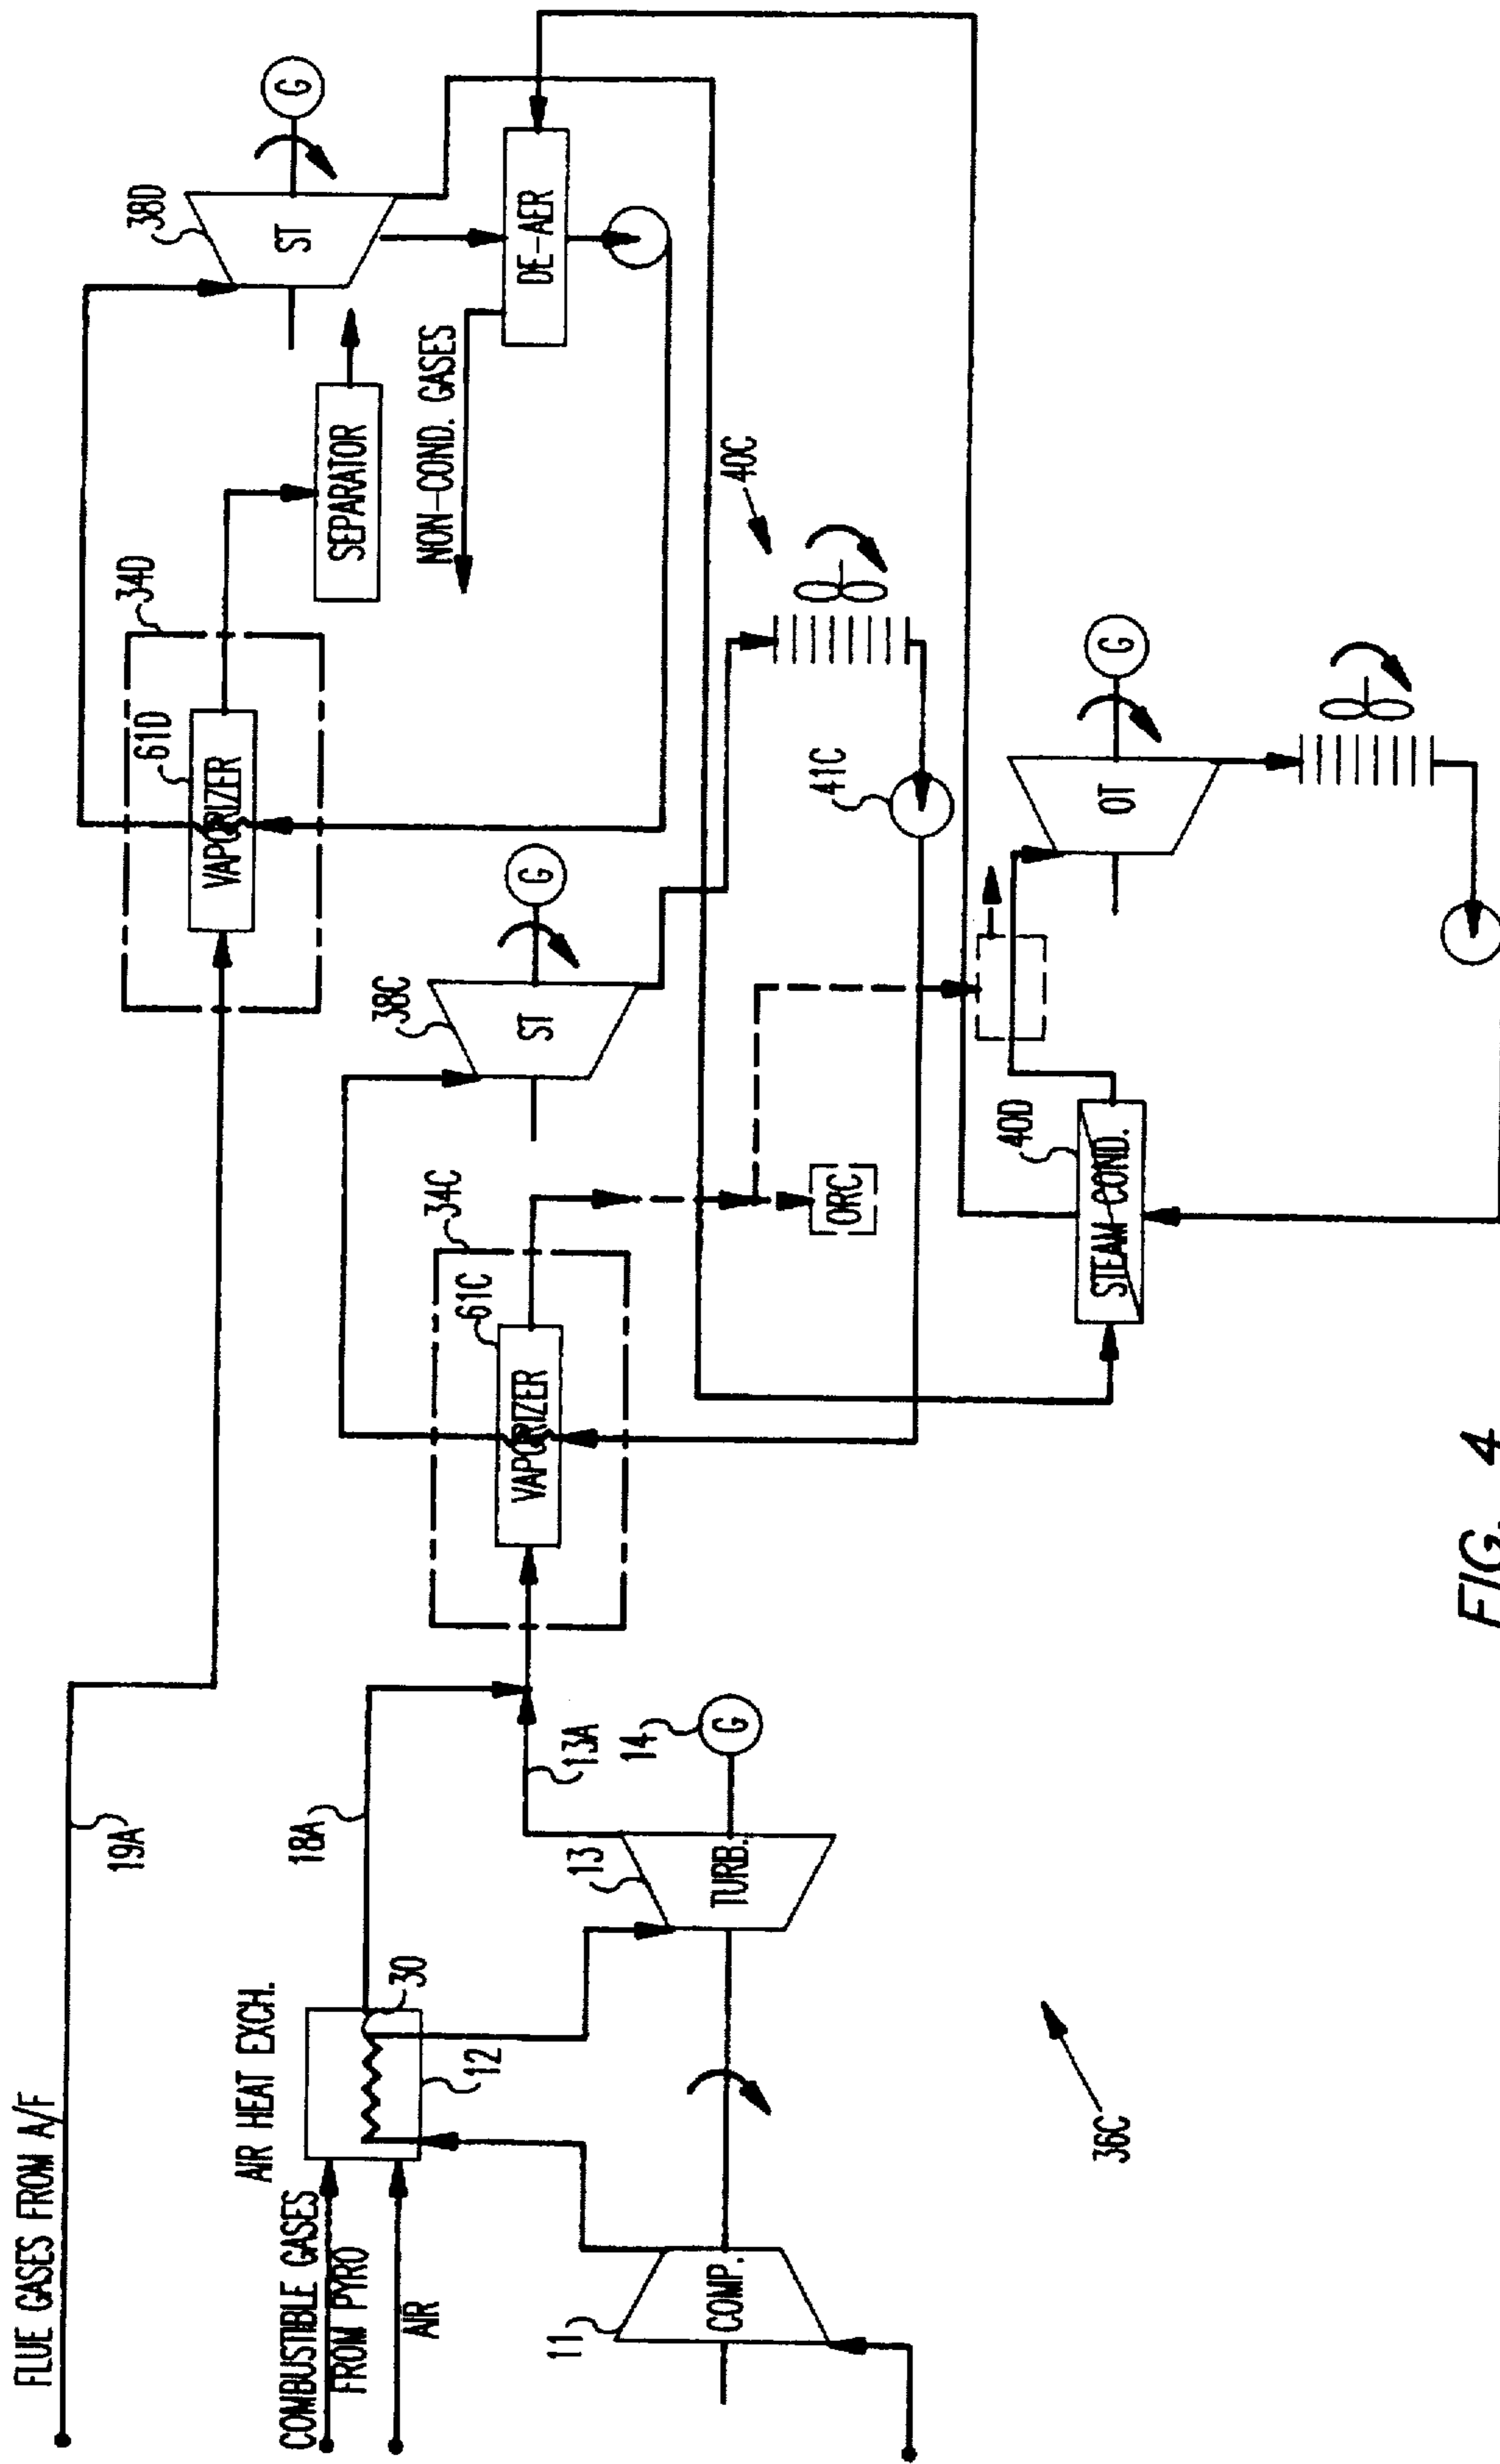 FLUE GASES FROM A/F
19A
COMBUSTIBLE GASES
FROM PYRO
AIR
AIR HEAT EXCH.
30
12
18A
11
COMP.
13
TURB.
13A
14
G
36C
34C
61C
VAPORIZER
38C
ST
G
ORC
34D
61D
VAPORIZER
SEPARATOR
38D
ST
G
DE-AER
NON-COND. GASES
40C
41C
40D
STEAM COND.
OT
G
FIG. 4